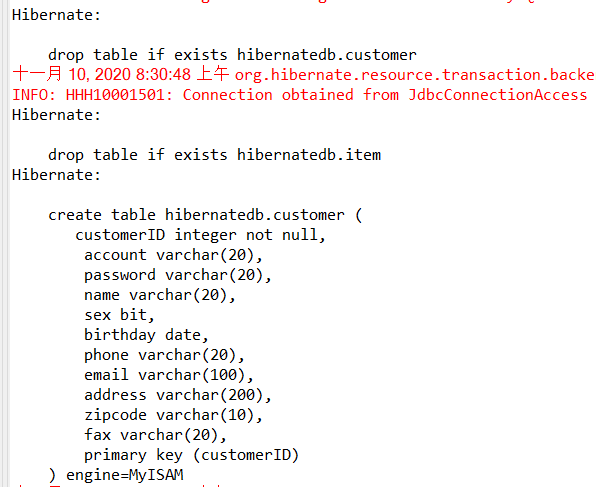 Hibernate:
drop table if exists hibernatedb.customer
十一月 10, 2020 8:30:48 上午 org.hibernate.resource.transaction.backe
INFO: HHH10001501: Connection obtained from JdbcConnectionAccess
Hibernate:
drop table if exists hibernatedb.item
Hibernate:
create table hibernatedb.customer (
customerID integer not null,
account varchar(20),
password varchar(20),
name varchar(20),
sex bit,
birthday date,
phone varchar(20),
email varchar(100),
address varchar(200),
zipcode varchar(10),
fax varchar(20),
primary key (customerID)
) engine=MyISAM